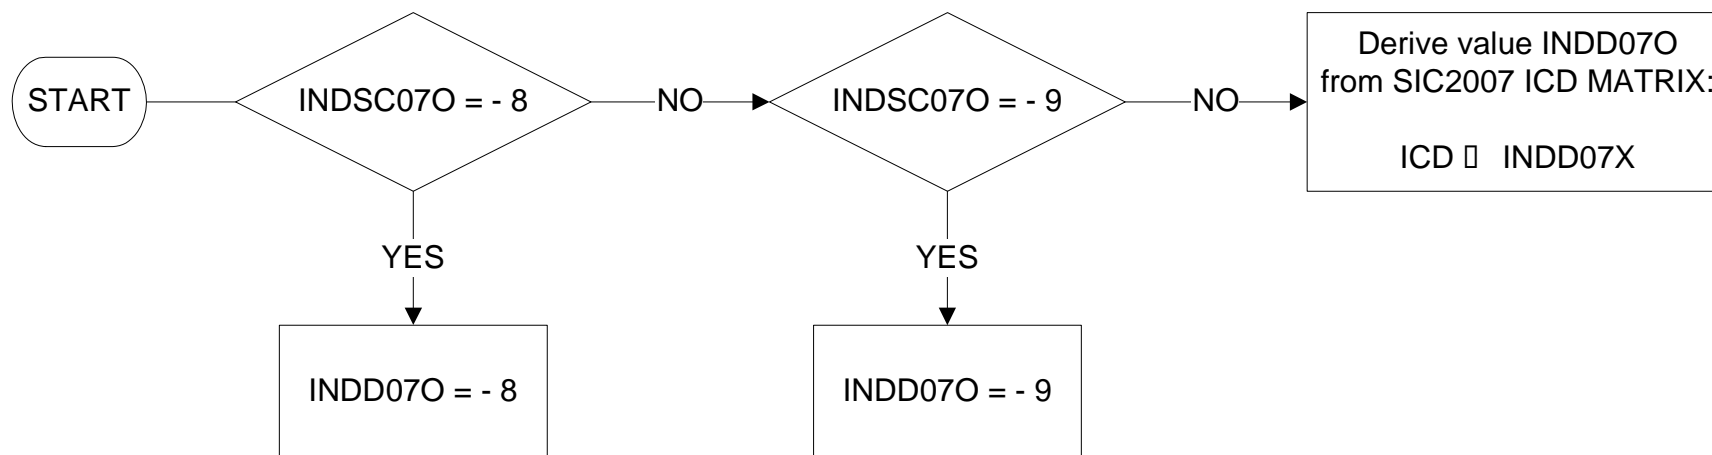 START
INDSC07O = - 8
NO
INDSC07O = - 9
NO
Derive value INDD07O
from SIC2007 ICD MATRIX:
ICD ▯ INDD07X
YES
YES
INDD07O = - 8
INDD07O = - 9